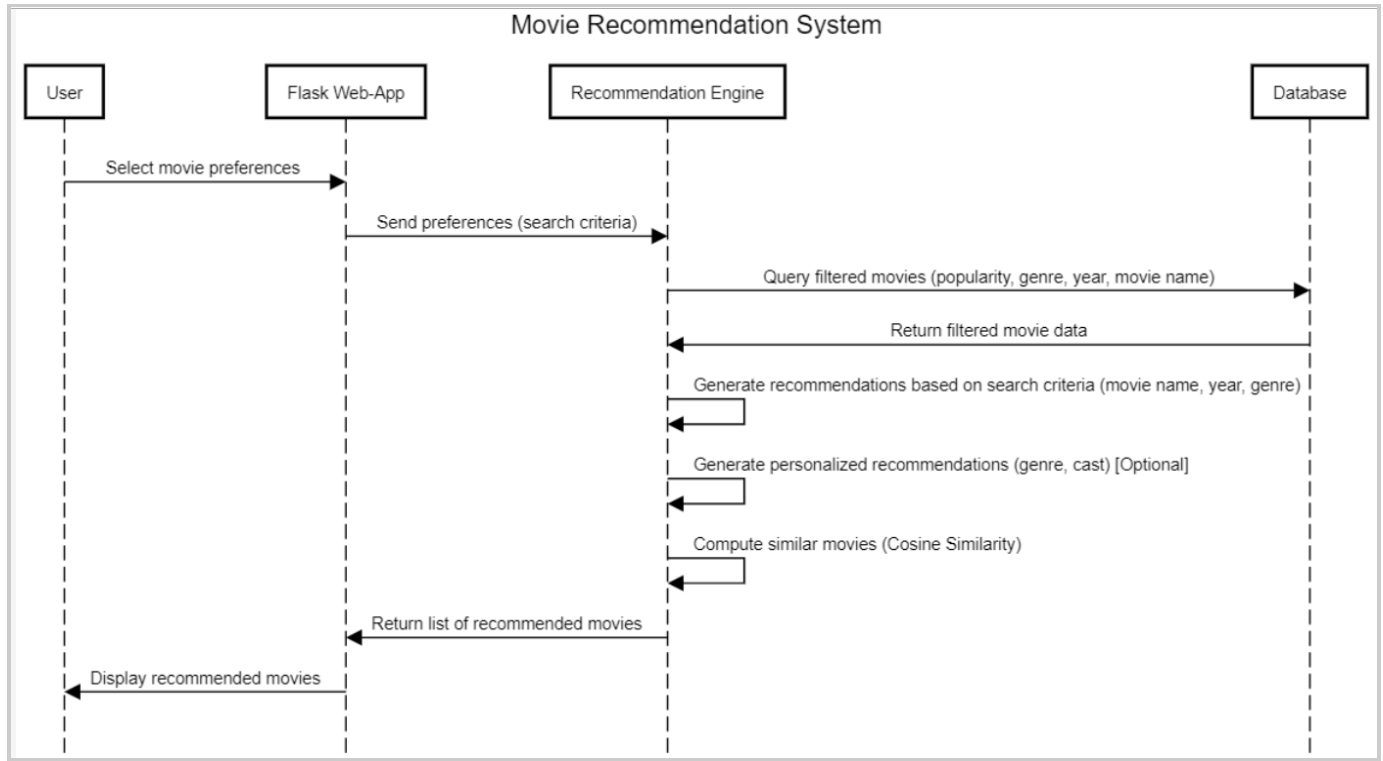 Movie Recommendation System
User
Flask Web-App
Recommendation Engine
Database
Select movie preferences
Send preferences (search criteria)
Query filtered movies (popularity, genre, year, movie name)
Return filtered movie data
Generate recommendations based on search criteria (movie name, year, genre)
Generate personalized recommendations (genre, cast) [Optional]
Compute similar movies (Cosine Similarity)
Return list of recommended movies
Display recommended movies